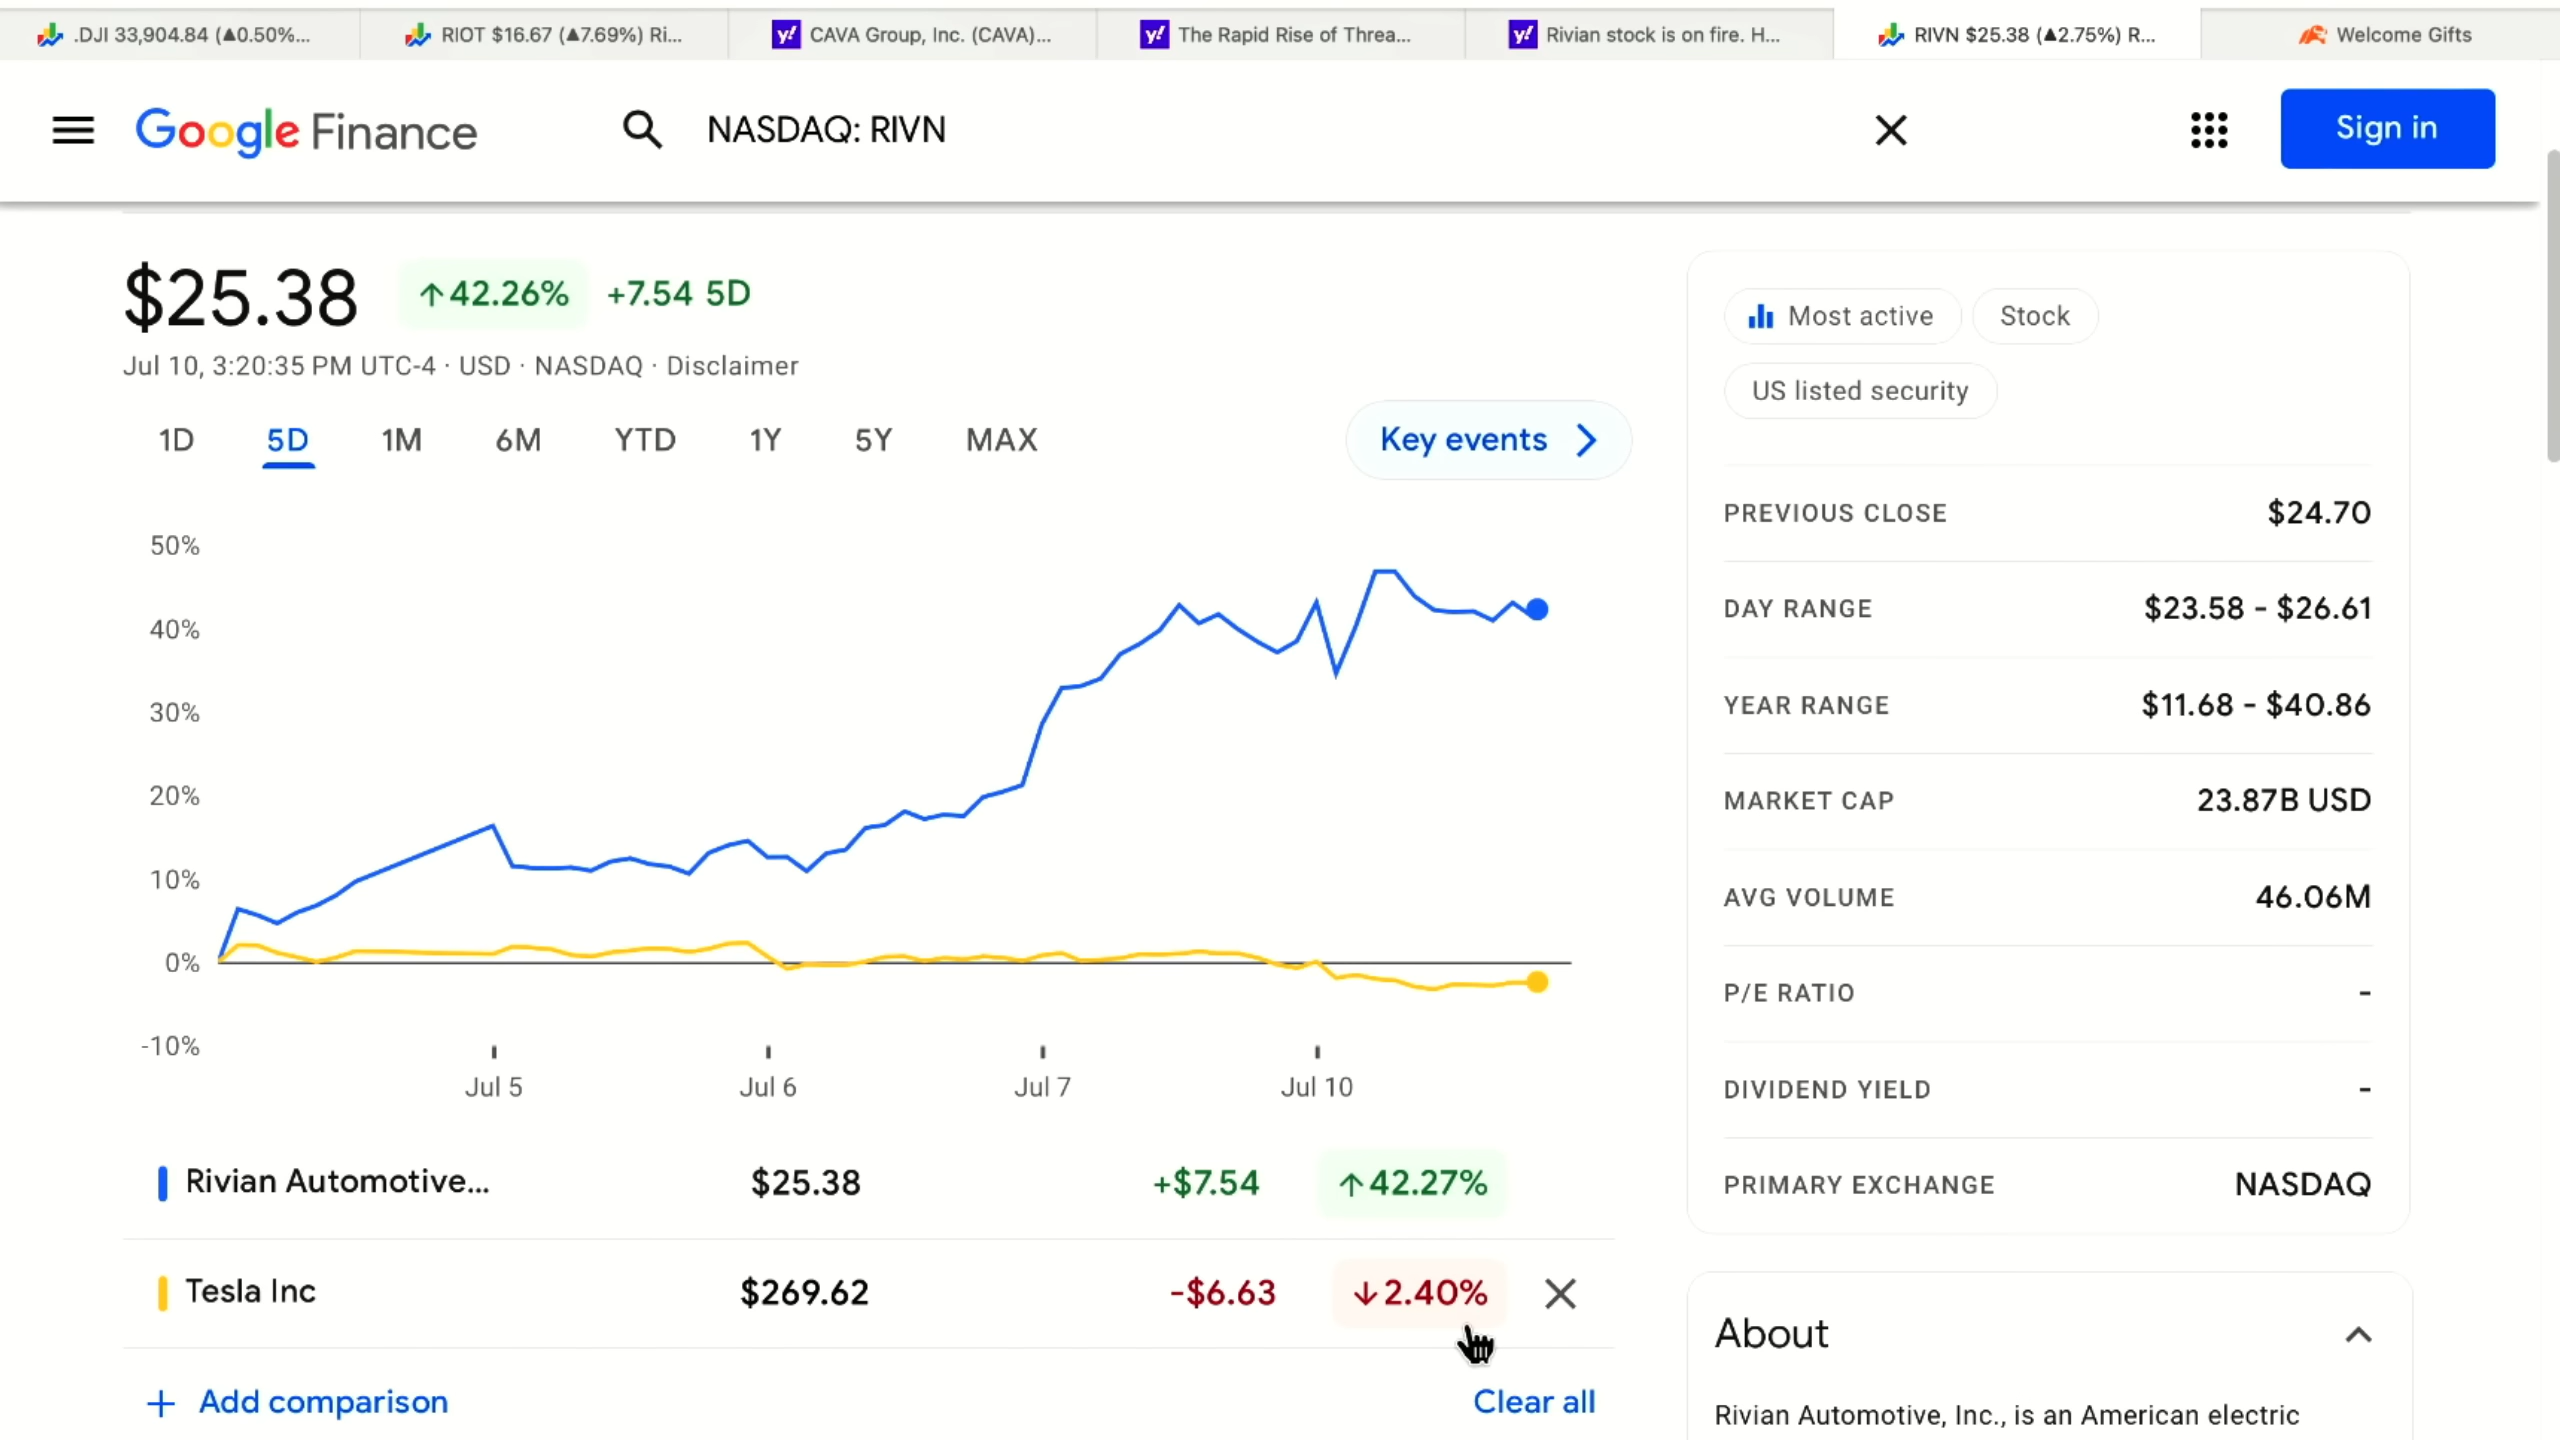 .DJI 33,904.84 (▲0.50%...
RIOT $16.67 (▲7.69%) Ri...
CAVA Group, Inc. (CAVA)...
The Rapid Rise of Threa...
Rivian stock is on fire. H...
RIVN $25.38 (▲2.75%) R...
Welcome Gifts
Google Finance
NASDAQ: RIVN
Sign in
$25.38
↑42.26%
+7.54 5D
Jul 10, 3:20:35 PM UTC-4 · USD · NASDAQ · Disclaimer
1D 5D 1M 6M YTD 1Y 5Y MAX
Key events
50%
40%
30%
20%
10%
0%
-10%
Jul 5
Jul 6
Jul 7
Jul 10
Rivian Automotive... $25.38 +$7.54 ↑42.27%
Tesla Inc $269.62 -$6.63 ↓2.40%
+ Add comparison
Clear all
Most active
Stock
US listed security
PREVIOUS CLOSE $24.70
DAY RANGE $23.58 - $26.61
YEAR RANGE $11.68 - $40.86
MARKET CAP 23.87B USD
AVG VOLUME 46.06M
P/E RATIO -
DIVIDEND YIELD -
PRIMARY EXCHANGE NASDAQ
About
Rivian Automotive, Inc., is an American electric